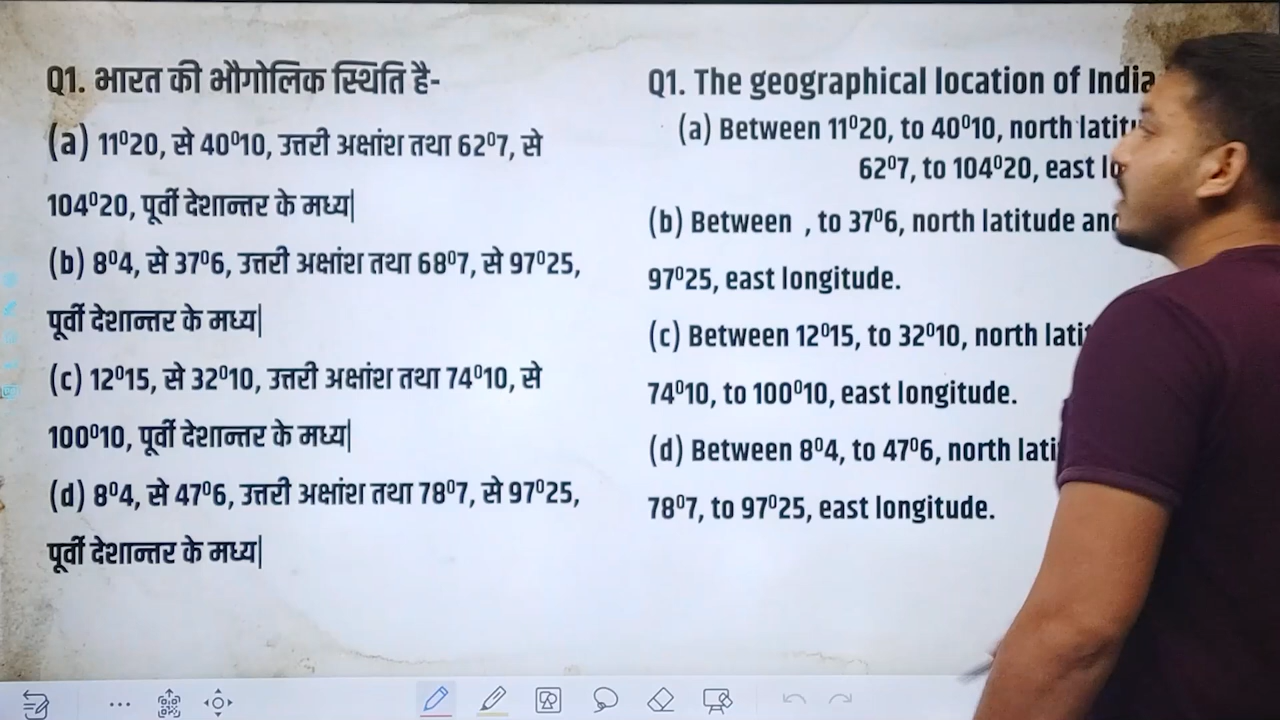 Q1. भारत की भौगोलिक स्थिति है-
(a) 11⁰20, से 40⁰10, उत्तरी अक्षांश तथा 62⁰7, से
104⁰20, पूर्वी देशान्तर के मध्य|
(b) 8⁰4, से 37⁰6, उत्तरी अक्षांश तथा 68⁰7, से 97⁰25,
पूर्वी देशान्तर के मध्य|
(c) 12⁰15, से 32⁰10, उत्तरी अक्षांश तथा 74⁰10, से
100⁰10, पूर्वी देशान्तर के मध्य|
(d) 8⁰4, से 47⁰6, उत्तरी अक्षांश तथा 78⁰7, से 97⁰25,
पूर्वी देशान्तर के मध्य|
Q1. The geographical location of India
(a) Between 11⁰20, to 40⁰10, north
62⁰7, to 104⁰20, east
(b) Between , to 37⁰6, north latitude
97⁰25, east longitude.
(c) Between 12⁰15, to 32⁰10, north
74⁰10, to 100⁰10, east longitude.
(d) Between 8⁰4, to 47⁰6, north
78⁰7, to 97⁰25, east longitude.